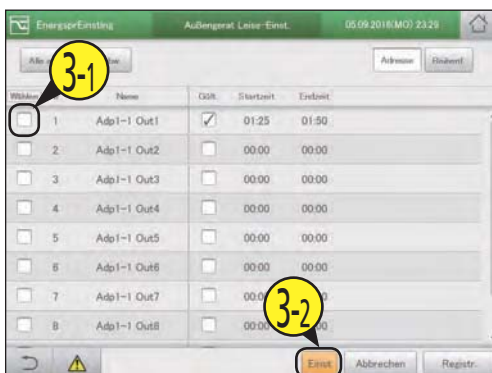 EnergsprEinsting Außengerat Leise-Einst. 05.09.2018(MO) 23:29
Alle
Adresse Reihenf
3-1
Wählen Name Gült. Startzeit Endzeit
1 Adp1-1 Out1 01:25 01:50
2 Adp1-1 Out2 00:00 00:00
3 Adp1-1 Out3 00:00 00:00
4 Adp1-1 Out4 00:00 00:00
5 Adp1-1 Out5 00:00 00:00
6 Adp1-1 Out6 00:00 00:00
7 Adp1-1 Out7
8 Adp1-1 Out8
3-2
Einst. Abbrechen Registr.